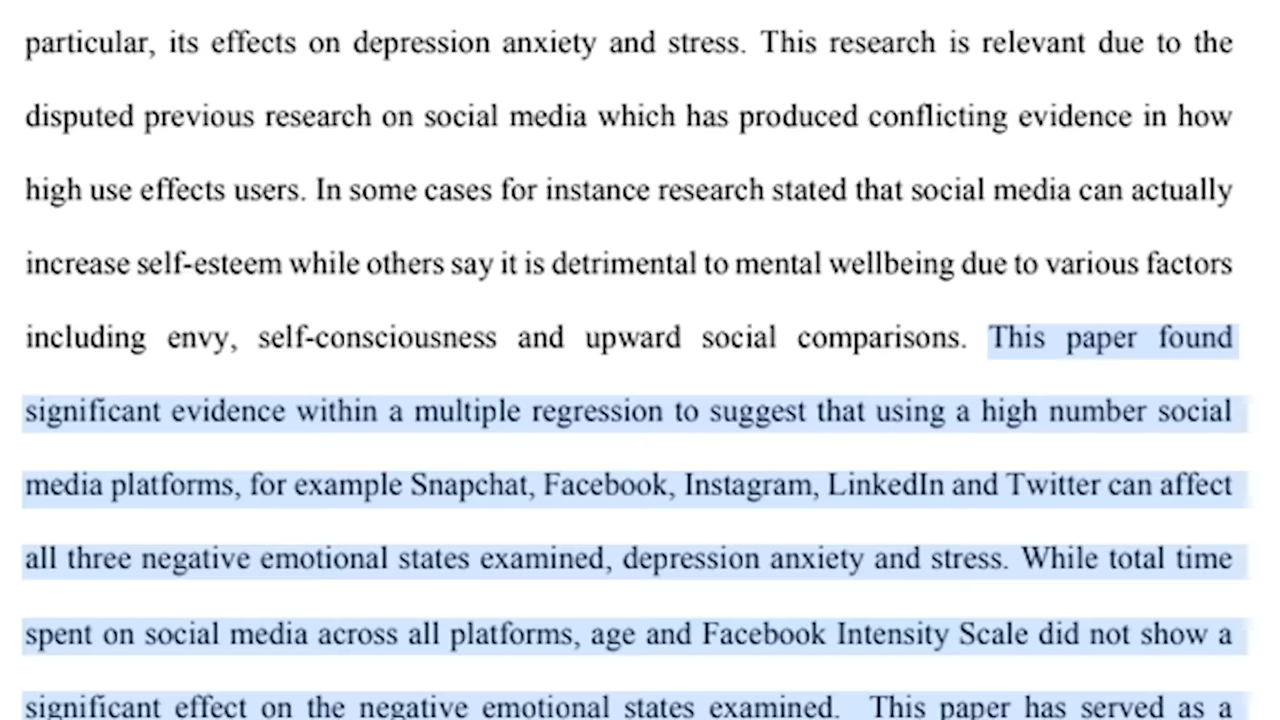 particular, its effects on depression anxiety and stress. This research is relevant due to the
disputed previous research on social media which has produced conflicting evidence in how
high use effects users. In some cases for instance research stated that social media can actually
increase self-esteem while others say it is detrimental to mental wellbeing due to various factors
including envy, self-consciousness and upward social comparisons. This paper found
significant evidence within a multiple regression to suggest that using a high number social
media platforms, for example Snapchat, Facebook, Instagram, LinkedIn and Twitter can affect
all three negative emotional states examined, depression anxiety and stress. While total time
spent on social media across all platforms, age and Facebook Intensity Scale did not show a
significant effect on the negative emotional states examined. This paper has served as a